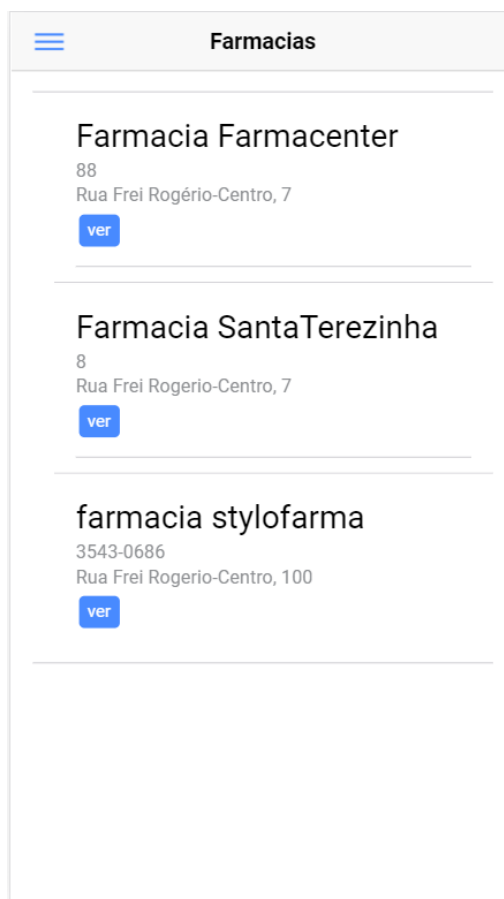 Farmacias
Farmacia Farmacenter
88
Rua Frei Rogério-Centro, 7
ver
Farmacia SantaTerezinha
8
Rua Frei Rogerio-Centro, 7
ver
farmacia stylofarma
3543-0686
Rua Frei Rogerio-Centro, 100
ver